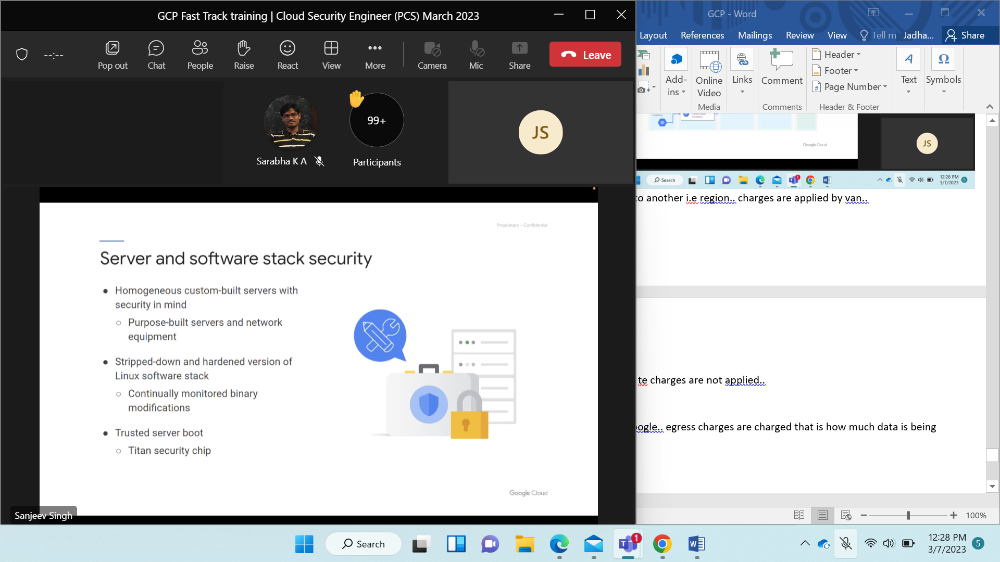 GCP Fast Track training | Cloud Security Engineer (PCS) March 2023
--:--
Pop out
Chat
People
Raise
React
View
More
Camera
Mic
Share
Leave
Sarabha K A
99+
Participants
JS
Proprietary + Confidential
Server and software stack security
● Homogeneous custom-built servers with
security in mind
○ Purpose-built servers and network
equipment
● Stripped-down and hardened version of
Linux software stack
○ Continually monitored binary
modifications
● Trusted server boot
○ Titan security chip
Google Cloud
Sanjeev Singh
GCP - Word
Layout References Mailings Review View Tell m Jadha... Share
Add-
ins
Online
Video
Media
Links
Comment
Comments
Header
Footer
Page Number
Header & Footer
Text
Symbols
Inventory
Inventory
Google Cloud
JS
Search
1
12:26 PM
3/7/2023
5
to another i.e region.. charges are applied by van..
te charges are not applied..
ogle.. egress charges are charged that is how much data is being
100%
Search
1
12:28 PM
3/7/2023
5